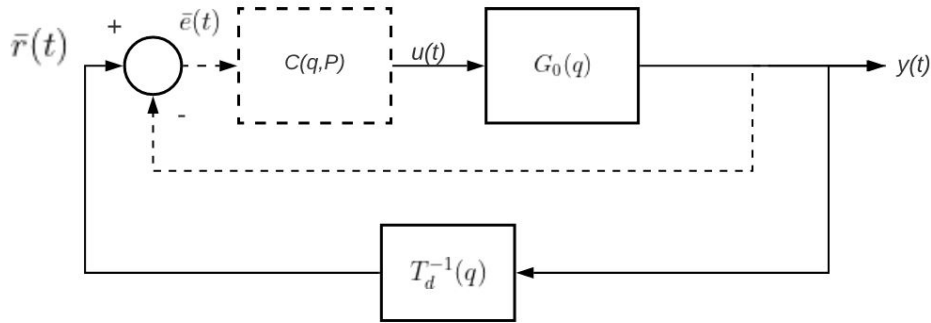 r̄(t)
+
ē(t)
-
C(q,P)
u(t)
G₀(q)
y(t)
T_d^{-1}(q)